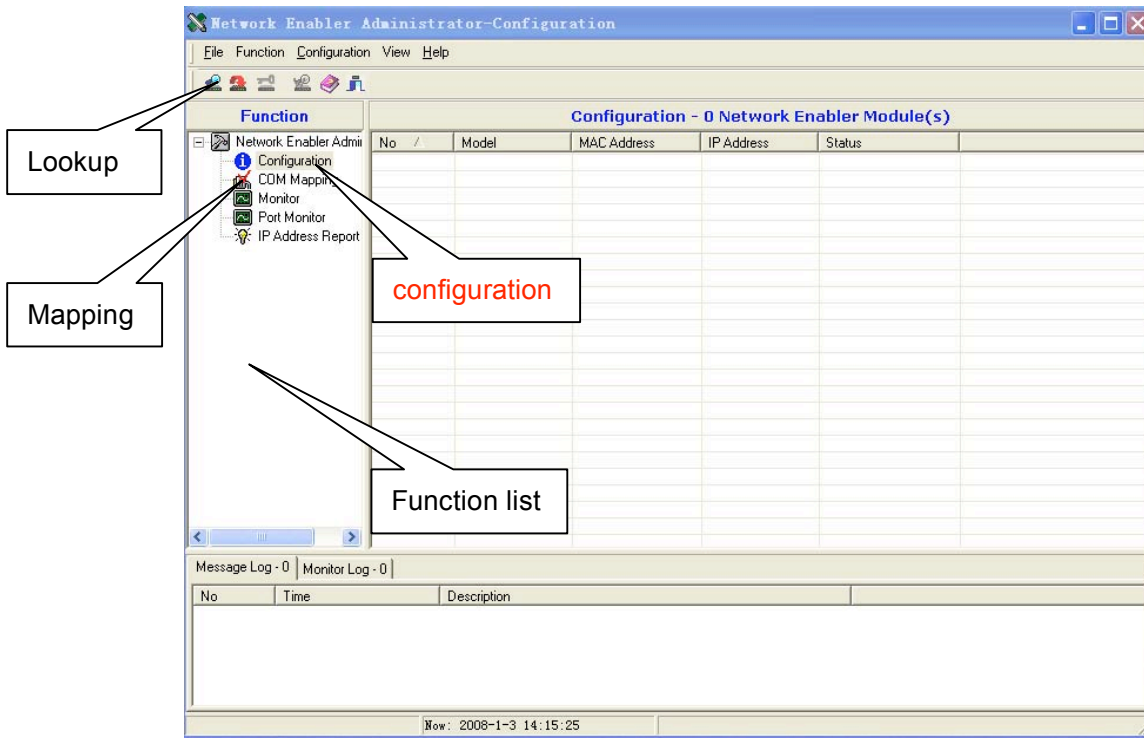 Network Enabler Administrator-Configuration
File Function Configuration View Help
Function
Configuration - 0 Network Enabler Module(s)
Network Enabler Admii
No Model MAC Address IP Address Status
Configuration
COM Mapping
Monitor
Port Monitor
IP Address Report
Lookup
Mapping
configuration
Function list
Message Log - 0 Monitor Log - 0
No Time Description
Now: 2008-1-3 14:15:25